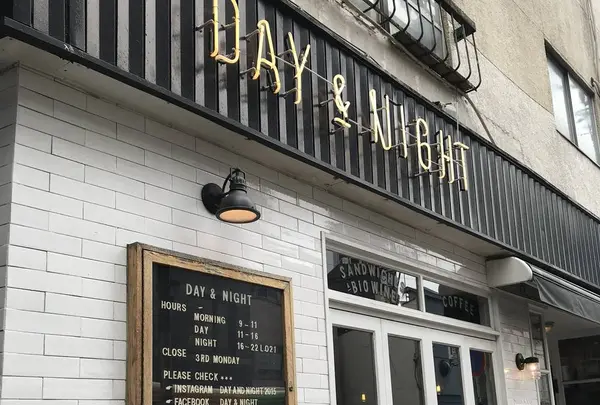 DAY & NIGHT
SANDWICH
& BIO WINE
COFFEE
DAY & NIGHT
HOURS -
MORNING 9-11
DAY 11-16
NIGHT 16-22 LO21
CLOSE 3RD MONDAY
PLEASE CHECK •••
INSTAGRAM DAY AND NIGHT 2015
FACEBOOK DAY & NIGHT